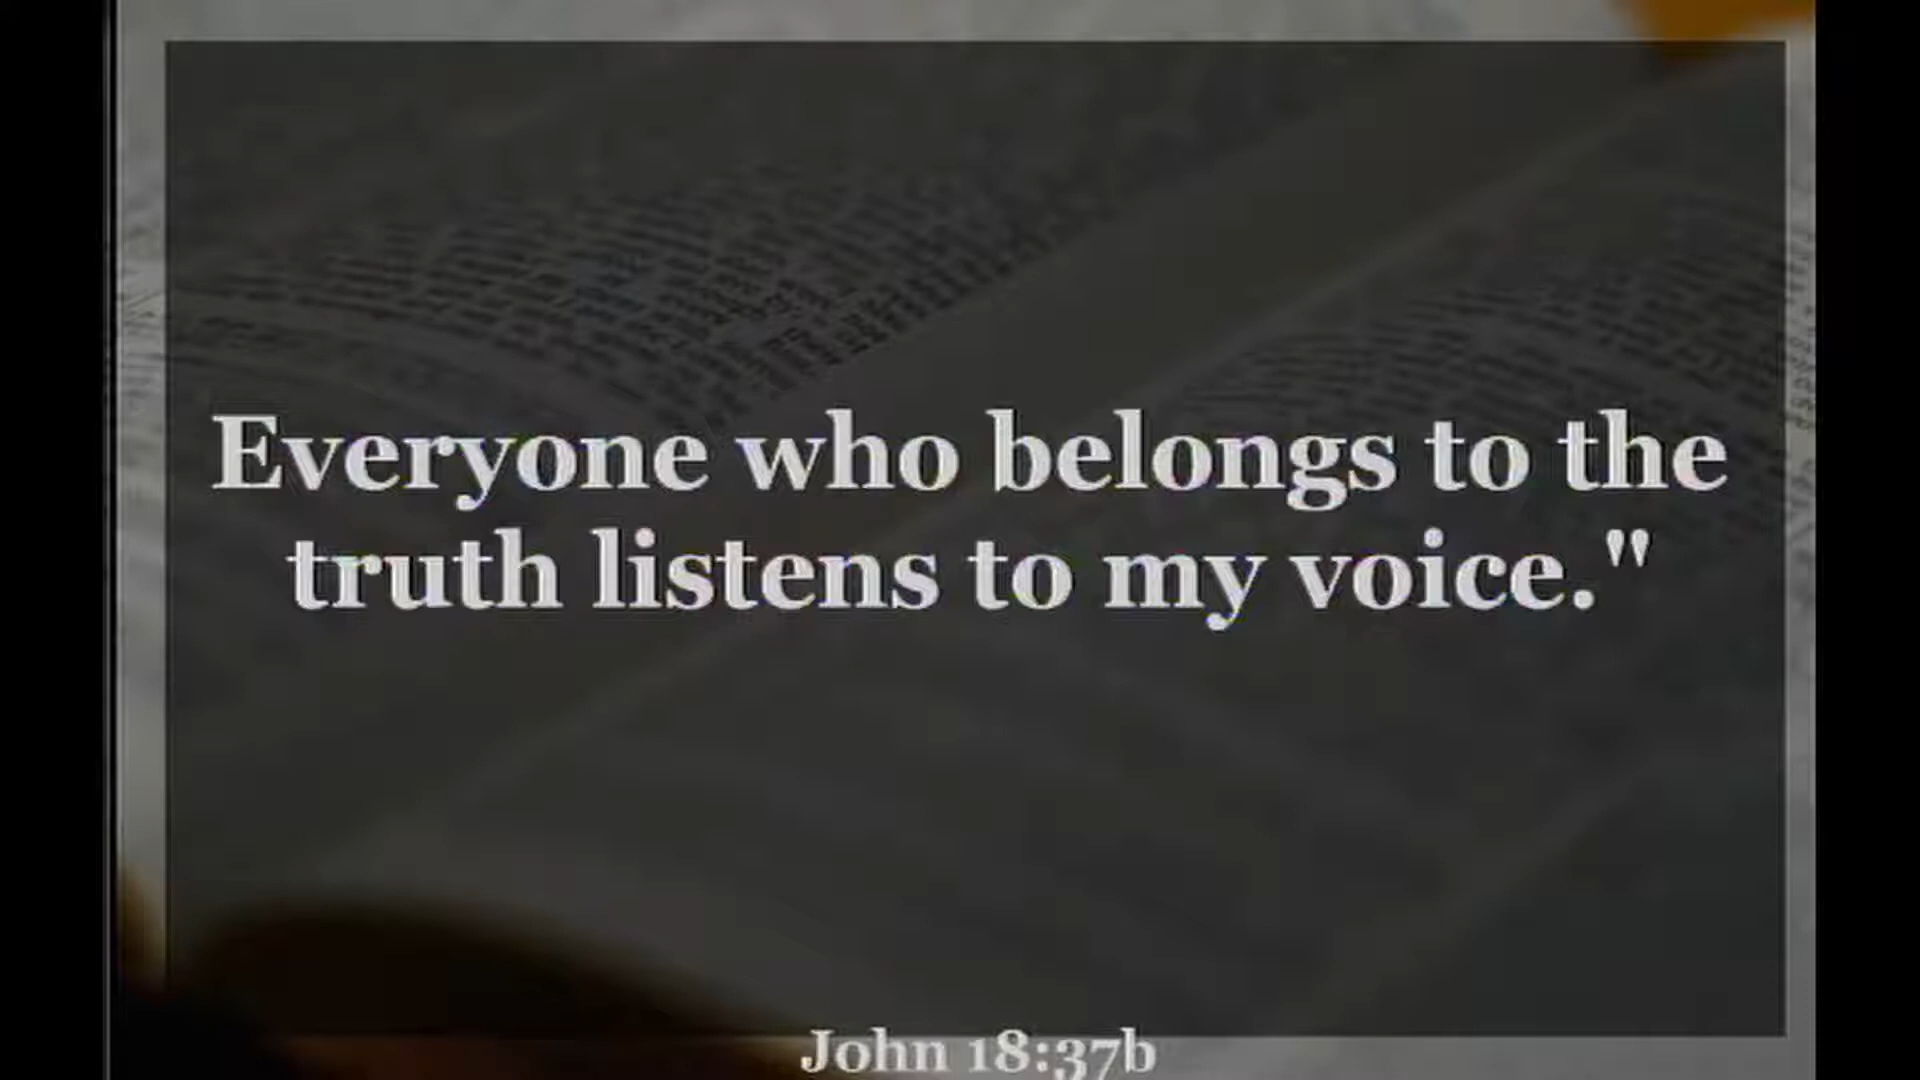 Everyone who belongs to the
truth listens to my voice."
John 18:37b